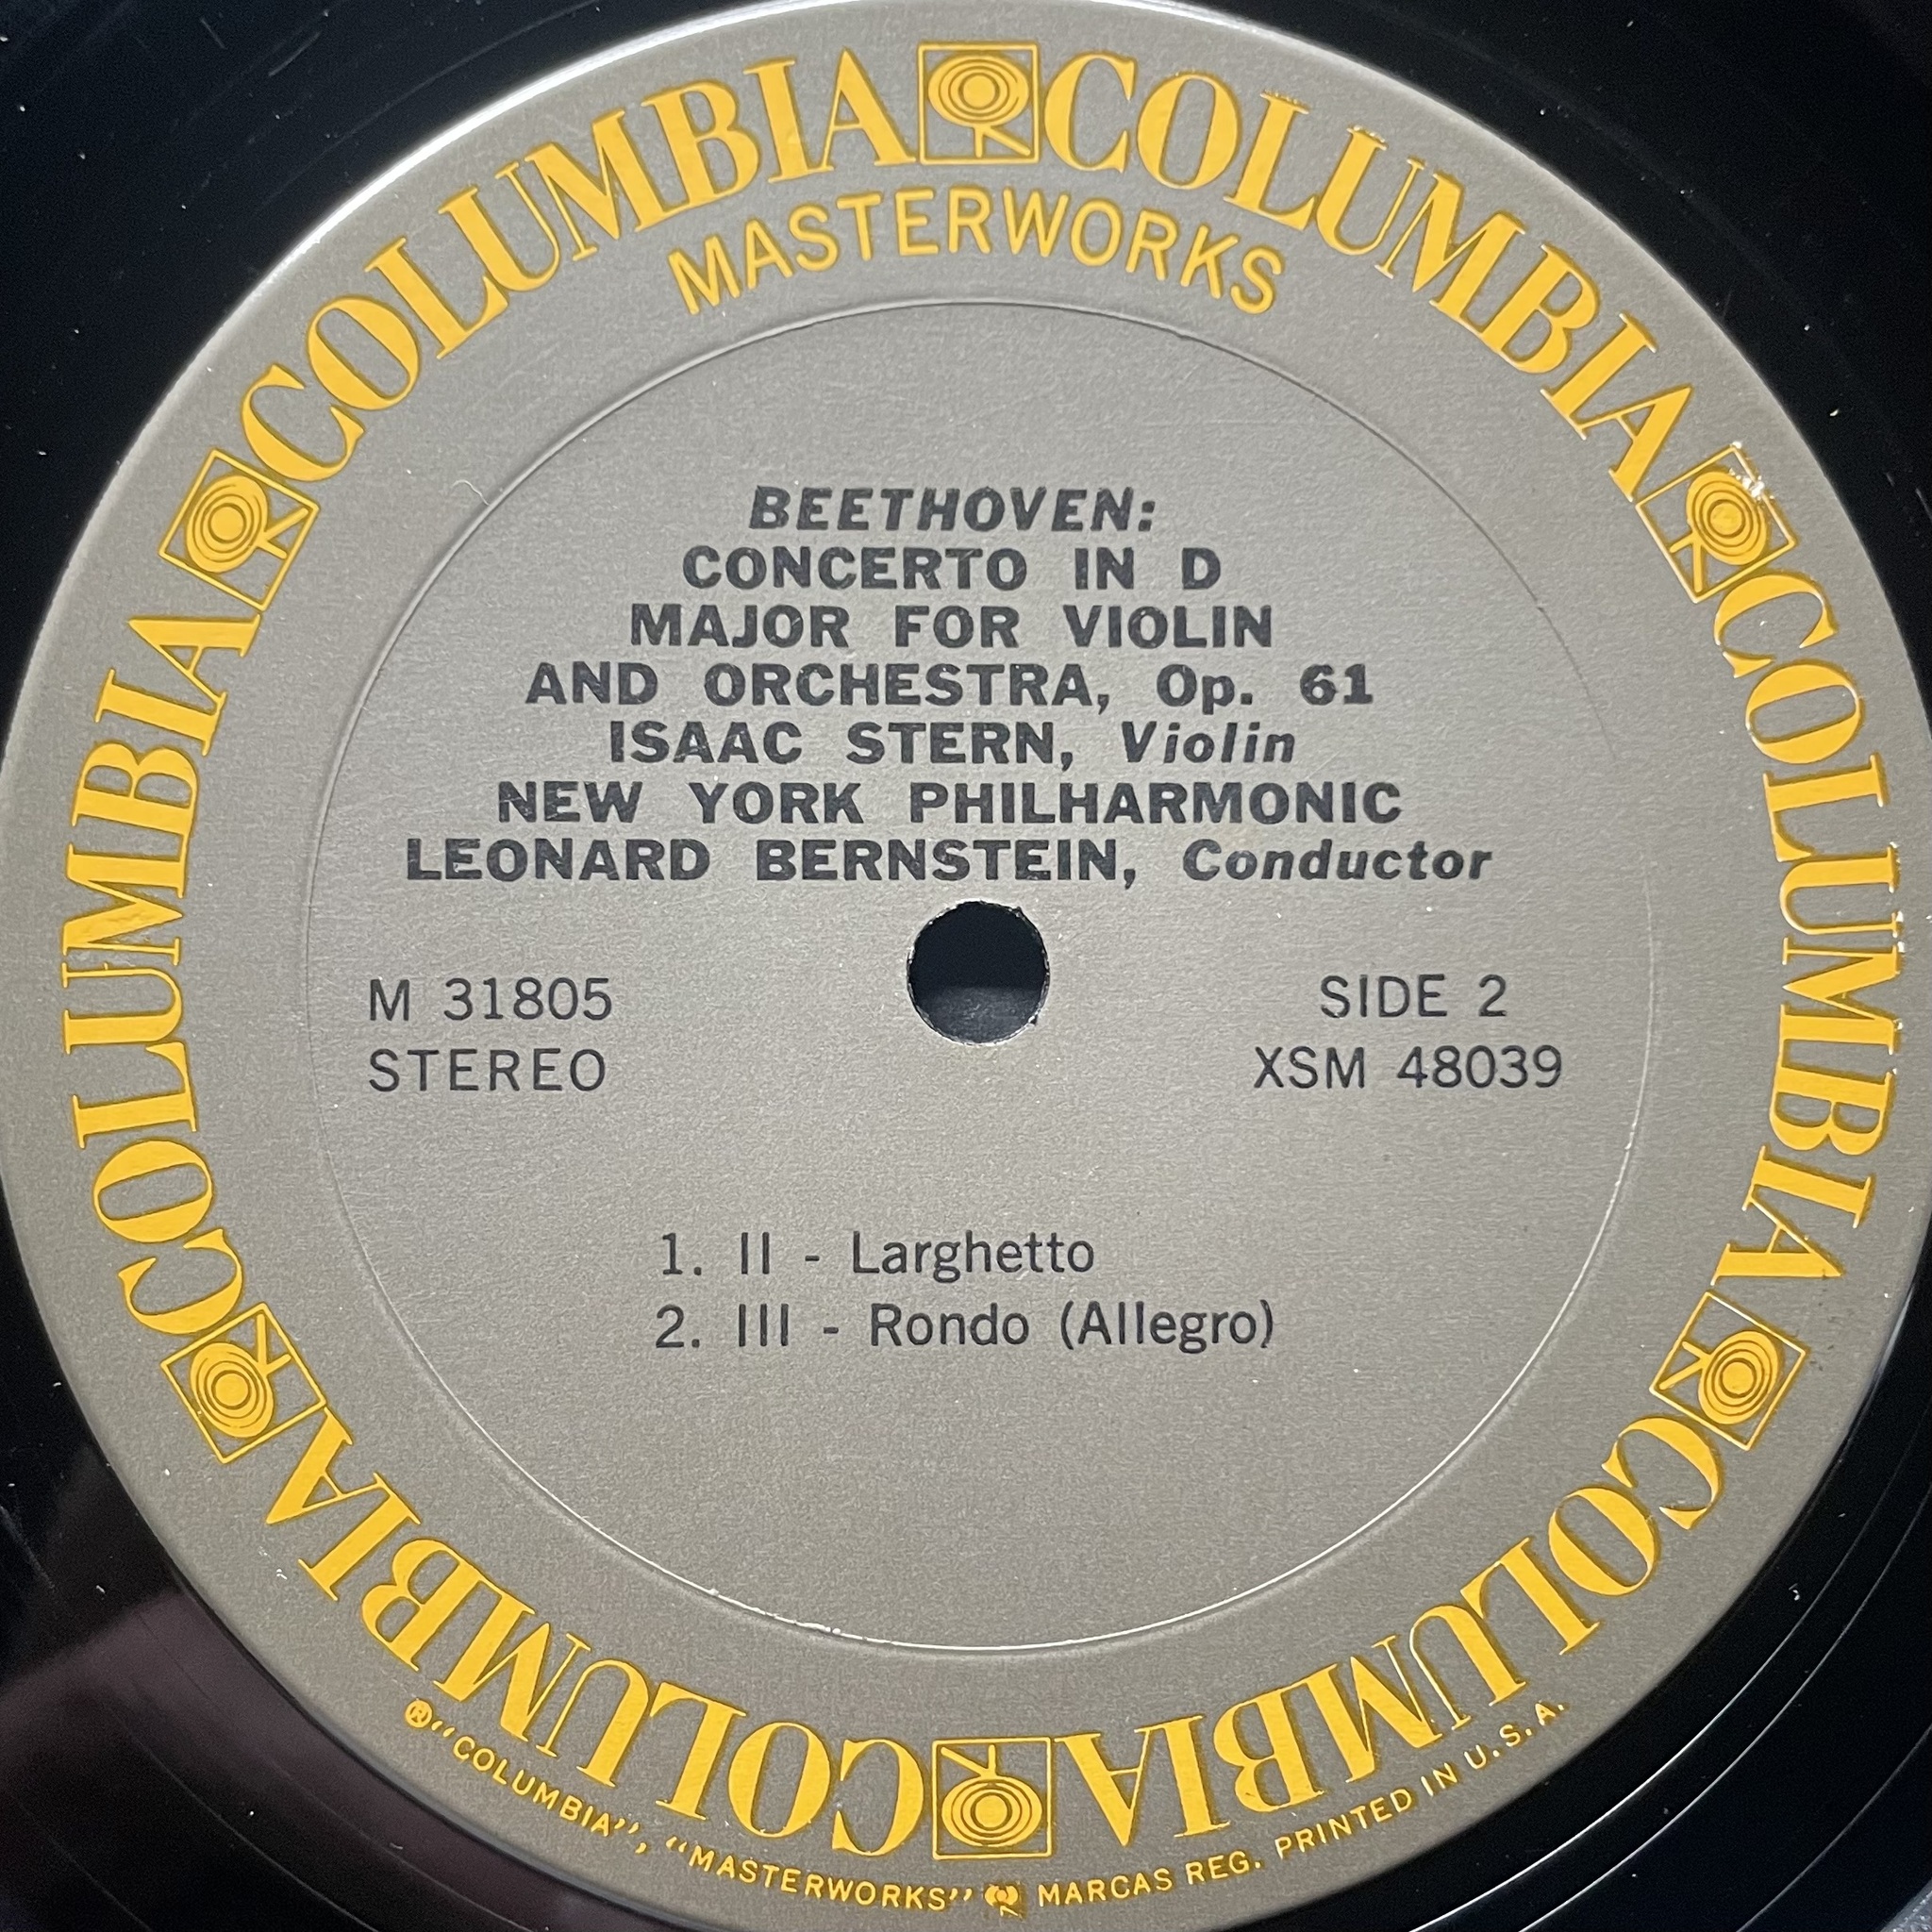 COLUMBIA COLUMBIA COLUMBIA COLUMBIA COLUMBIA COLUMBIA
MASTERWORKS
BEETHOVEN:
CONCERTO IN D
MAJOR FOR VIOLIN
AND ORCHESTRA, Op. 61
ISAAC STERN, Violin
NEW YORK PHILHARMONIC
LEONARD BERNSTEIN, Conductor
M 31805
STEREO
SIDE 2
XSM 48039
1. II - Larghetto
2. III - Rondo (Allegro)
® "COLUMBIA", "MASTERWORKS" MARCAS REG. PRINTED IN U.S.A.